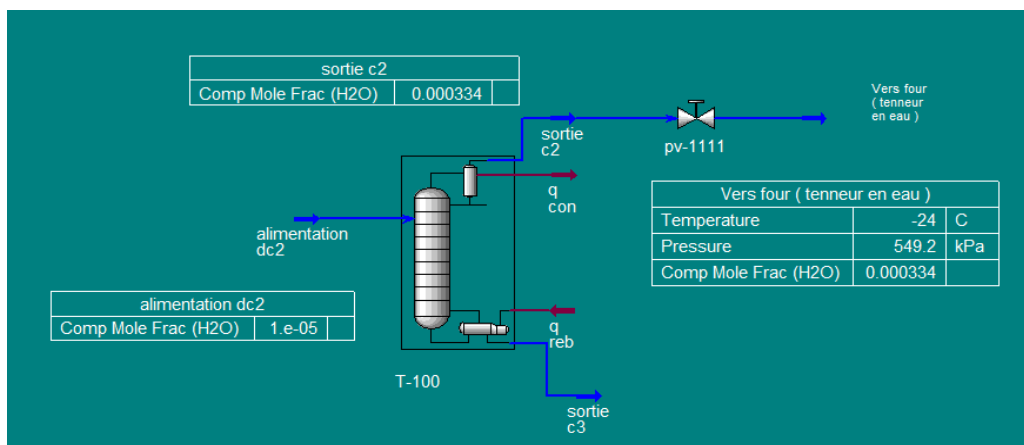 sortie c2
Comp Mole Frac (H2O) 0.000334
Vers four
( tenneur
en eau )
sortie
c2
pv-1111
q
con
Vers four ( tenneur en eau )
Temperature -24 C
Pressure 549.2 kPa
Comp Mole Frac (H2O) 0.000334
alimentation
dc2
alimentation dc2
Comp Mole Frac (H2O) 1.e-05
q
reb
T-100
sortie
c3